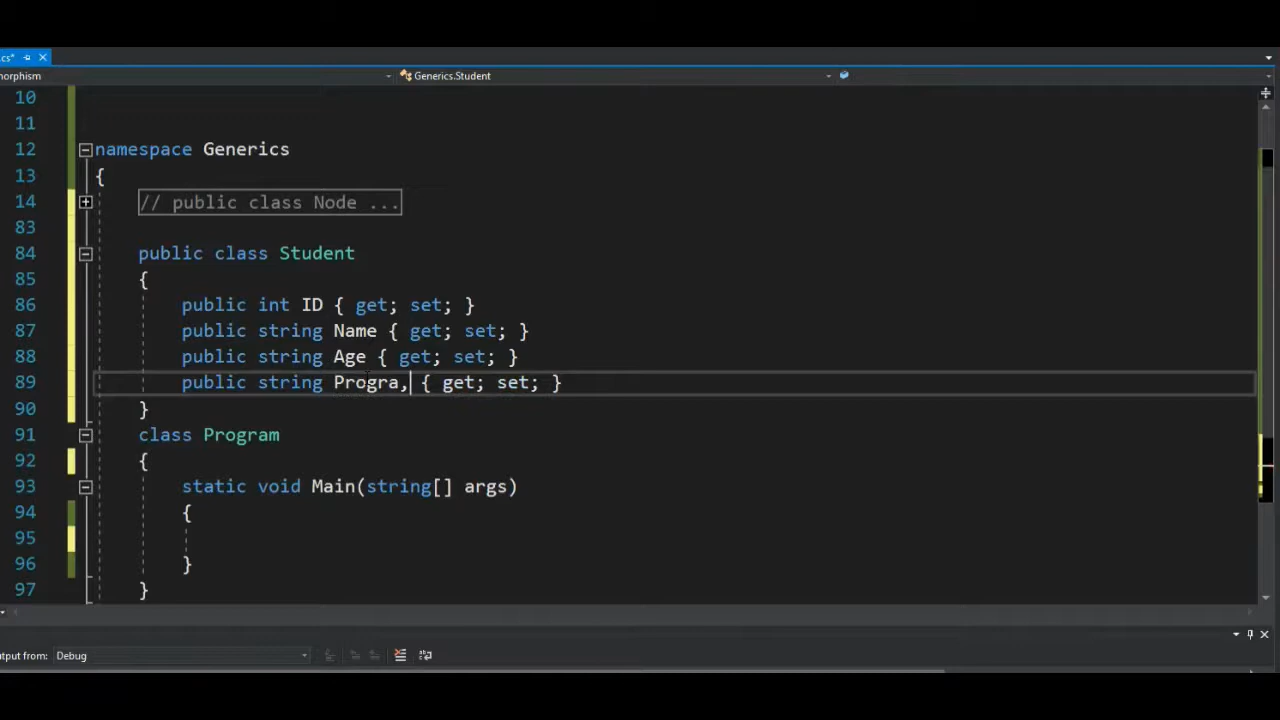 cs*
norphism
Generics.Student
10
11
12 namespace Generics
13 {
14 // public class Node ...
83
84 public class Student
85 {
86 public int ID { get; set; }
87 public string Name { get; set; }
88 public string Age { get; set; }
89 public string Progra, { get; set; }
90 }
91 class Program
92 {
93 static void Main(string[] args)
94 {
95
96 }
97 }
utput from: Debug